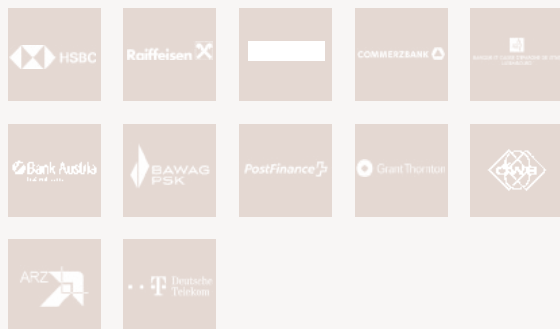 HSBC
Raiffeisen
COMMERZBANK
Bank Austria
BAWAG
PSK
PostFinance
Grant Thornton
ARZ
Deutsche
Telekom